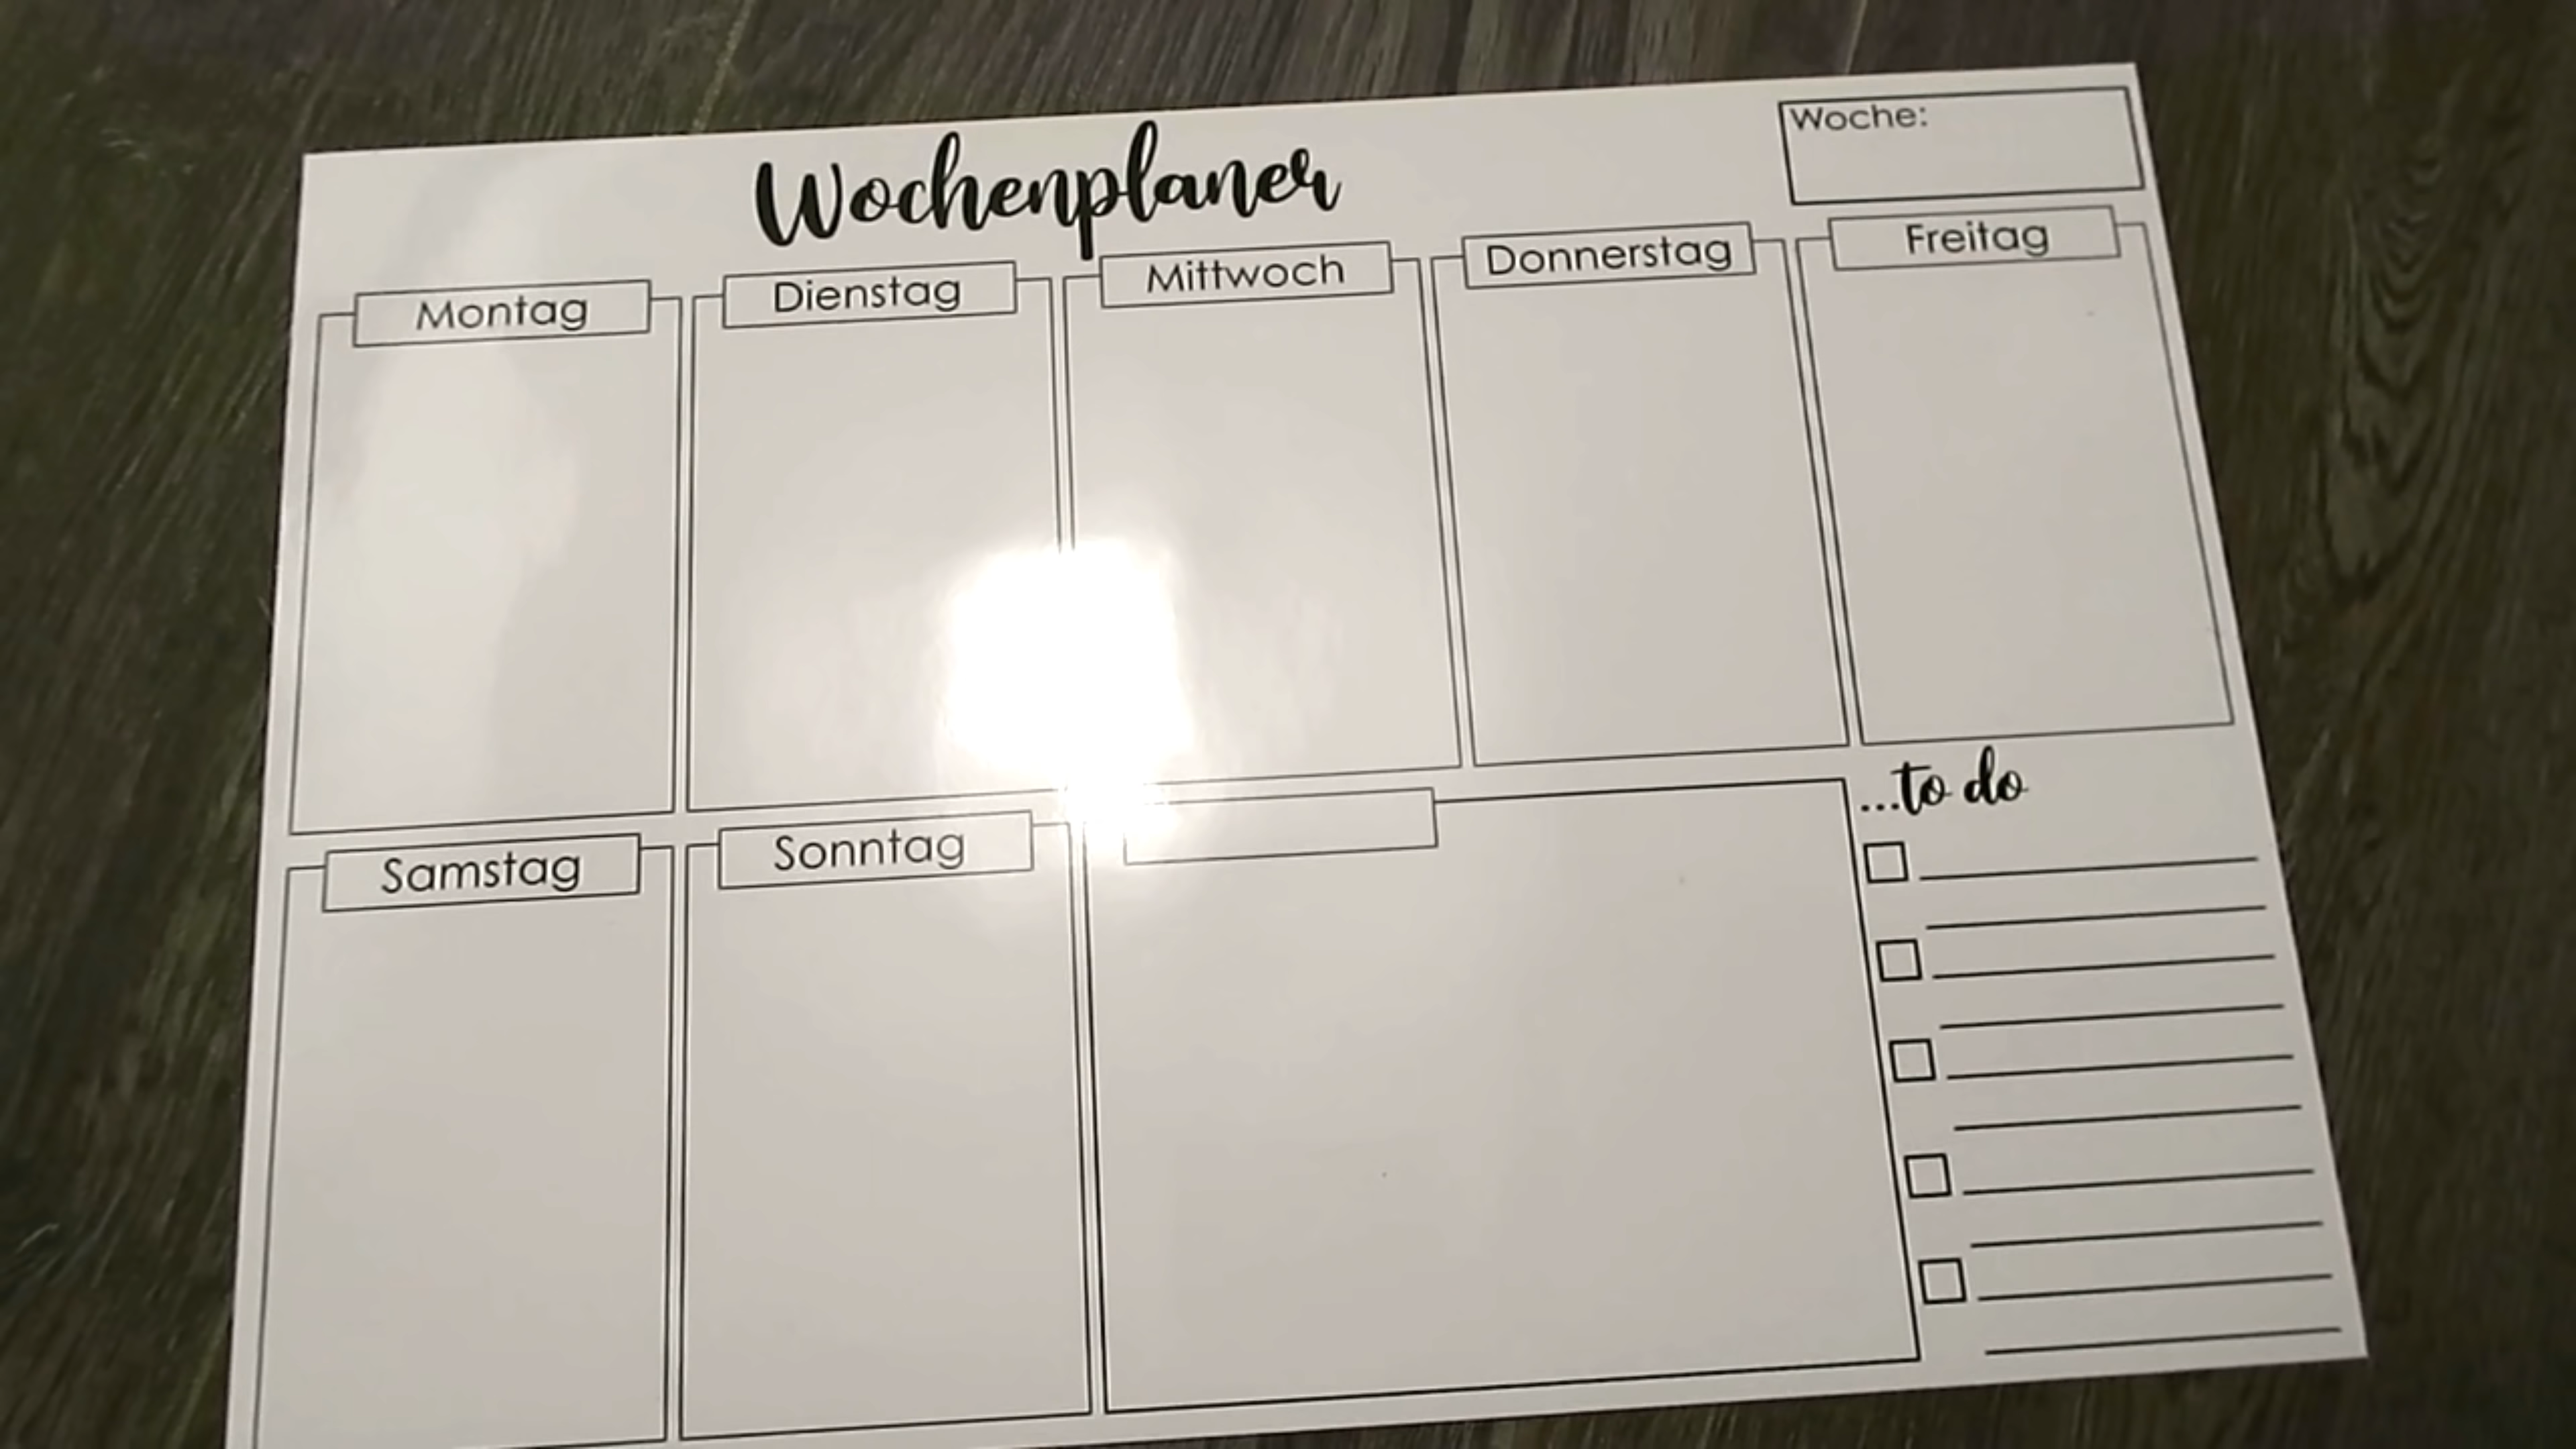 Wochenplaner
Woche:
Montag
Dienstag
Mittwoch
Donnerstag
Freitag
Samstag
Sonntag
...to do